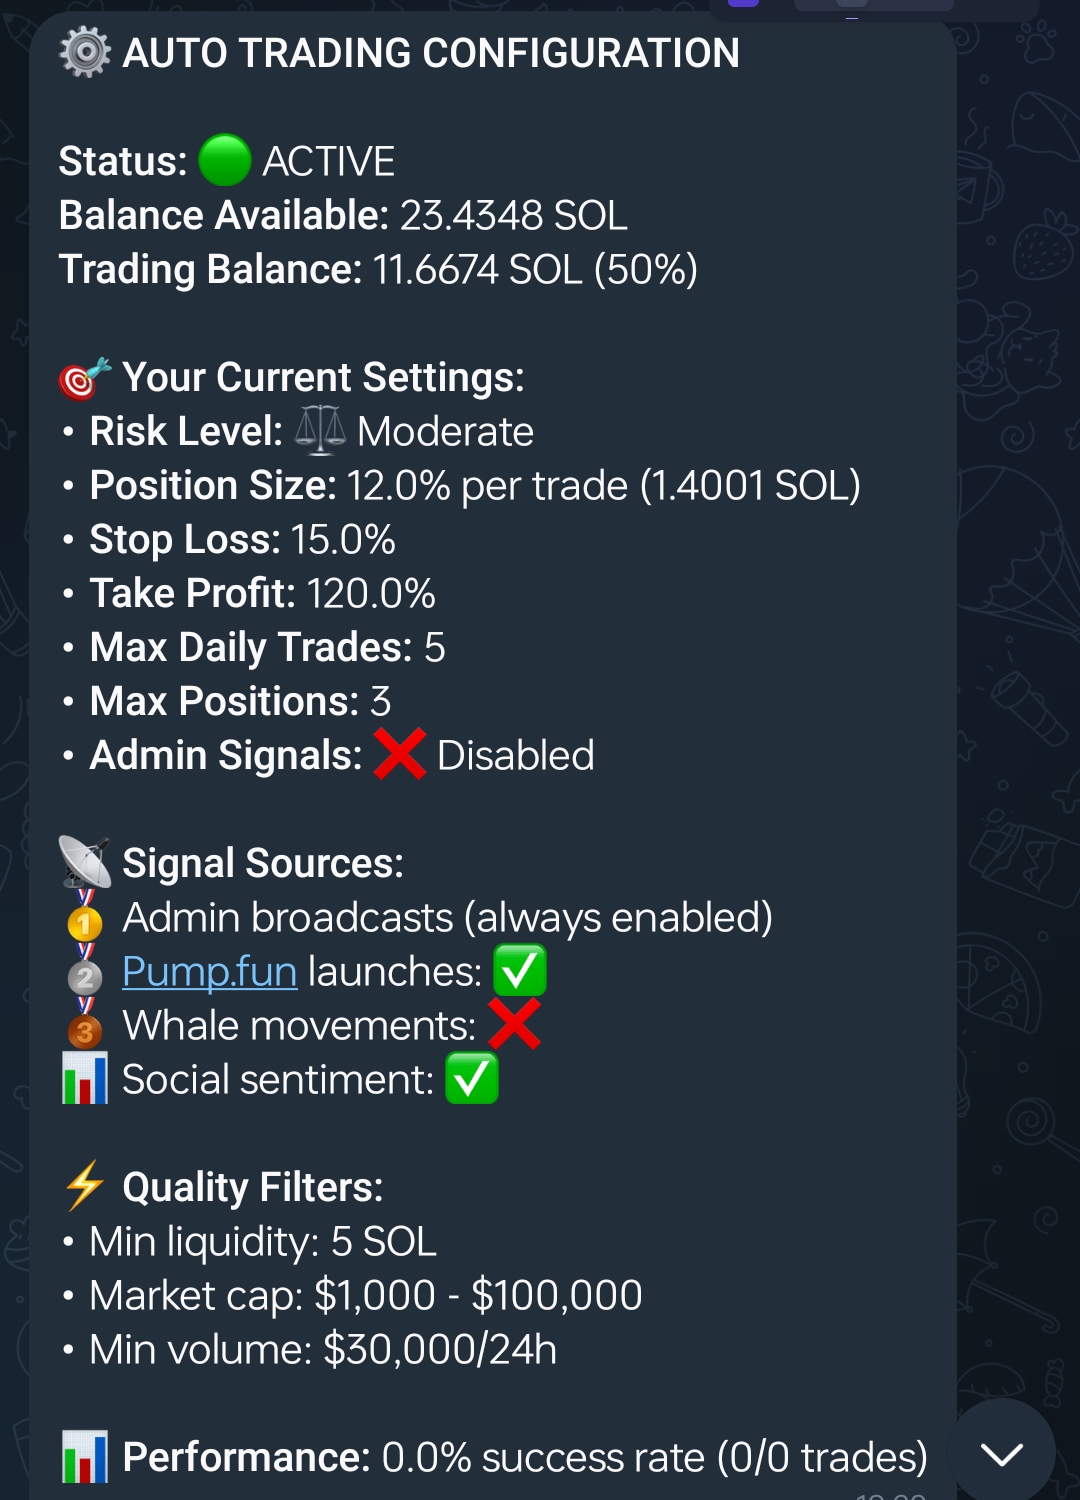 ⚙️ AUTO TRADING CONFIGURATION
Status: 🟢 ACTIVE
Balance Available: 23.4348 SOL
Trading Balance: 11.6674 SOL (50%)
🎯 Your Current Settings:
• Risk Level: ⚖️ Moderate
• Position Size: 12.0% per trade (1.4001 SOL)
• Stop Loss: 15.0%
• Take Profit: 120.0%
• Max Daily Trades: 5
• Max Positions: 3
• Admin Signals: ❌ Disabled
📡 Signal Sources:
🥇 Admin broadcasts (always enabled)
🥈 Pump.fun launches: ✅
🥉 Whale movements: ❌
📊 Social sentiment: ✅
⚡ Quality Filters:
• Min liquidity: 5 SOL
• Market cap: $1,000 - $100,000
• Min volume: $30,000/24h
📊 Performance: 0.0% success rate (0/0 trades)